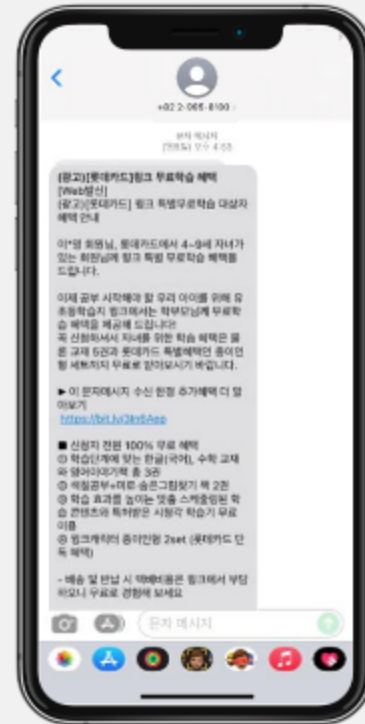 문자 메시지
(광고)[롯데카드]윙크 무료학습 혜택
[Web발신]
(광고)[롯데카드] 윙크 특별무료학습 대상자
혜택 안내
이*영 회원님, 롯데카드에서 4~9세 자녀가
있는 회원님께 윙크 특별 무료학습 혜택을
드립니다.
이제 공부 시작해야 할 우리 아이를 위해 유
초등학습지 윙크에서는 학부모님께 무료학
습 혜택을 제공해 드립니다!
꼭 신청하셔서 자녀를 위한 학습 혜택은 물
론 교재 5권과 롯데카드 특별혜택인 종이인
형 세트까지 무료로 받아보시기 바랍니다.
▶ 이 문자메시지 수신 한정 추가혜택 더 알
아보기
■ 신청자 전원 100% 무료 혜택
① 학습단계에 맞는 한글(국어), 수학 교재
와 영어이야기책 총 3권
② 색칠공부+미로·숨은그림찾기 책 2권
③ 학습 효과를 높이는 맞춤 스케줄링된 학
습 콘텐츠와 특허받은 시청각 학습기 무료
이용
④ 윙크캐릭터 종이인형 2set (롯데카드 단
독 혜택)
- 배송 및 반납 시 택배비용은 윙크에서 부담
하오니 무료로 경험해 보세요
문자 메시지